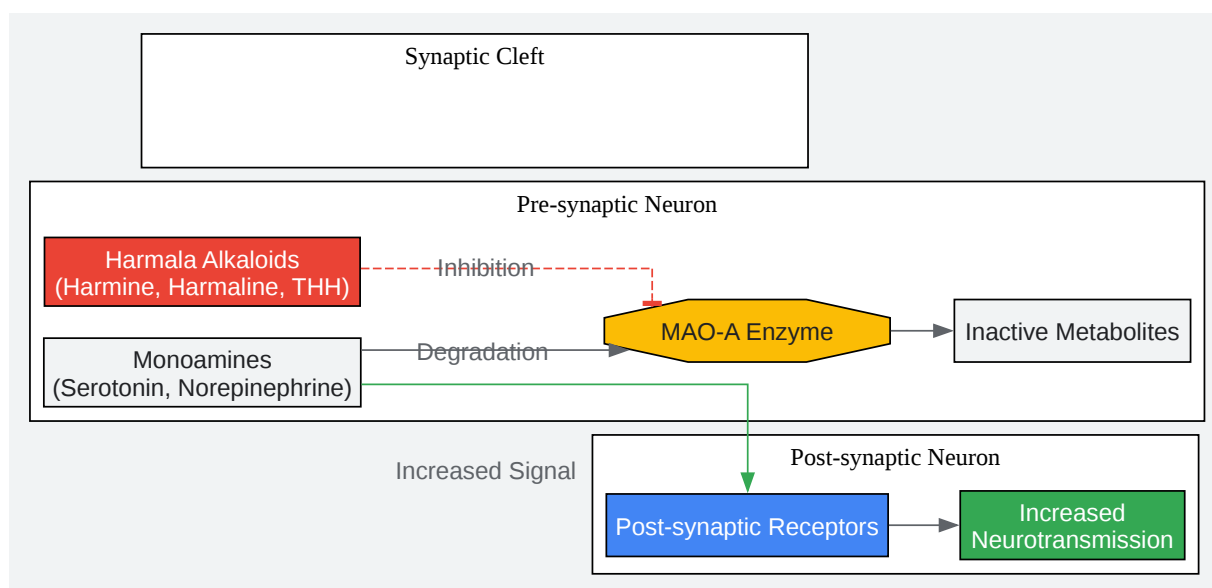 Synaptic Cleft
Pre-synaptic Neuron
Harmala Alkaloids
(Harmine, Harmaline, THH)
Inhibition
MAO-A Enzyme
Inactive Metabolites
Monoamines
(Serotonin, Norepinephrine)
Degradation
Increased Signal
Post-synaptic Neuron
Post-synaptic Receptors
Increased
Neurotransmission